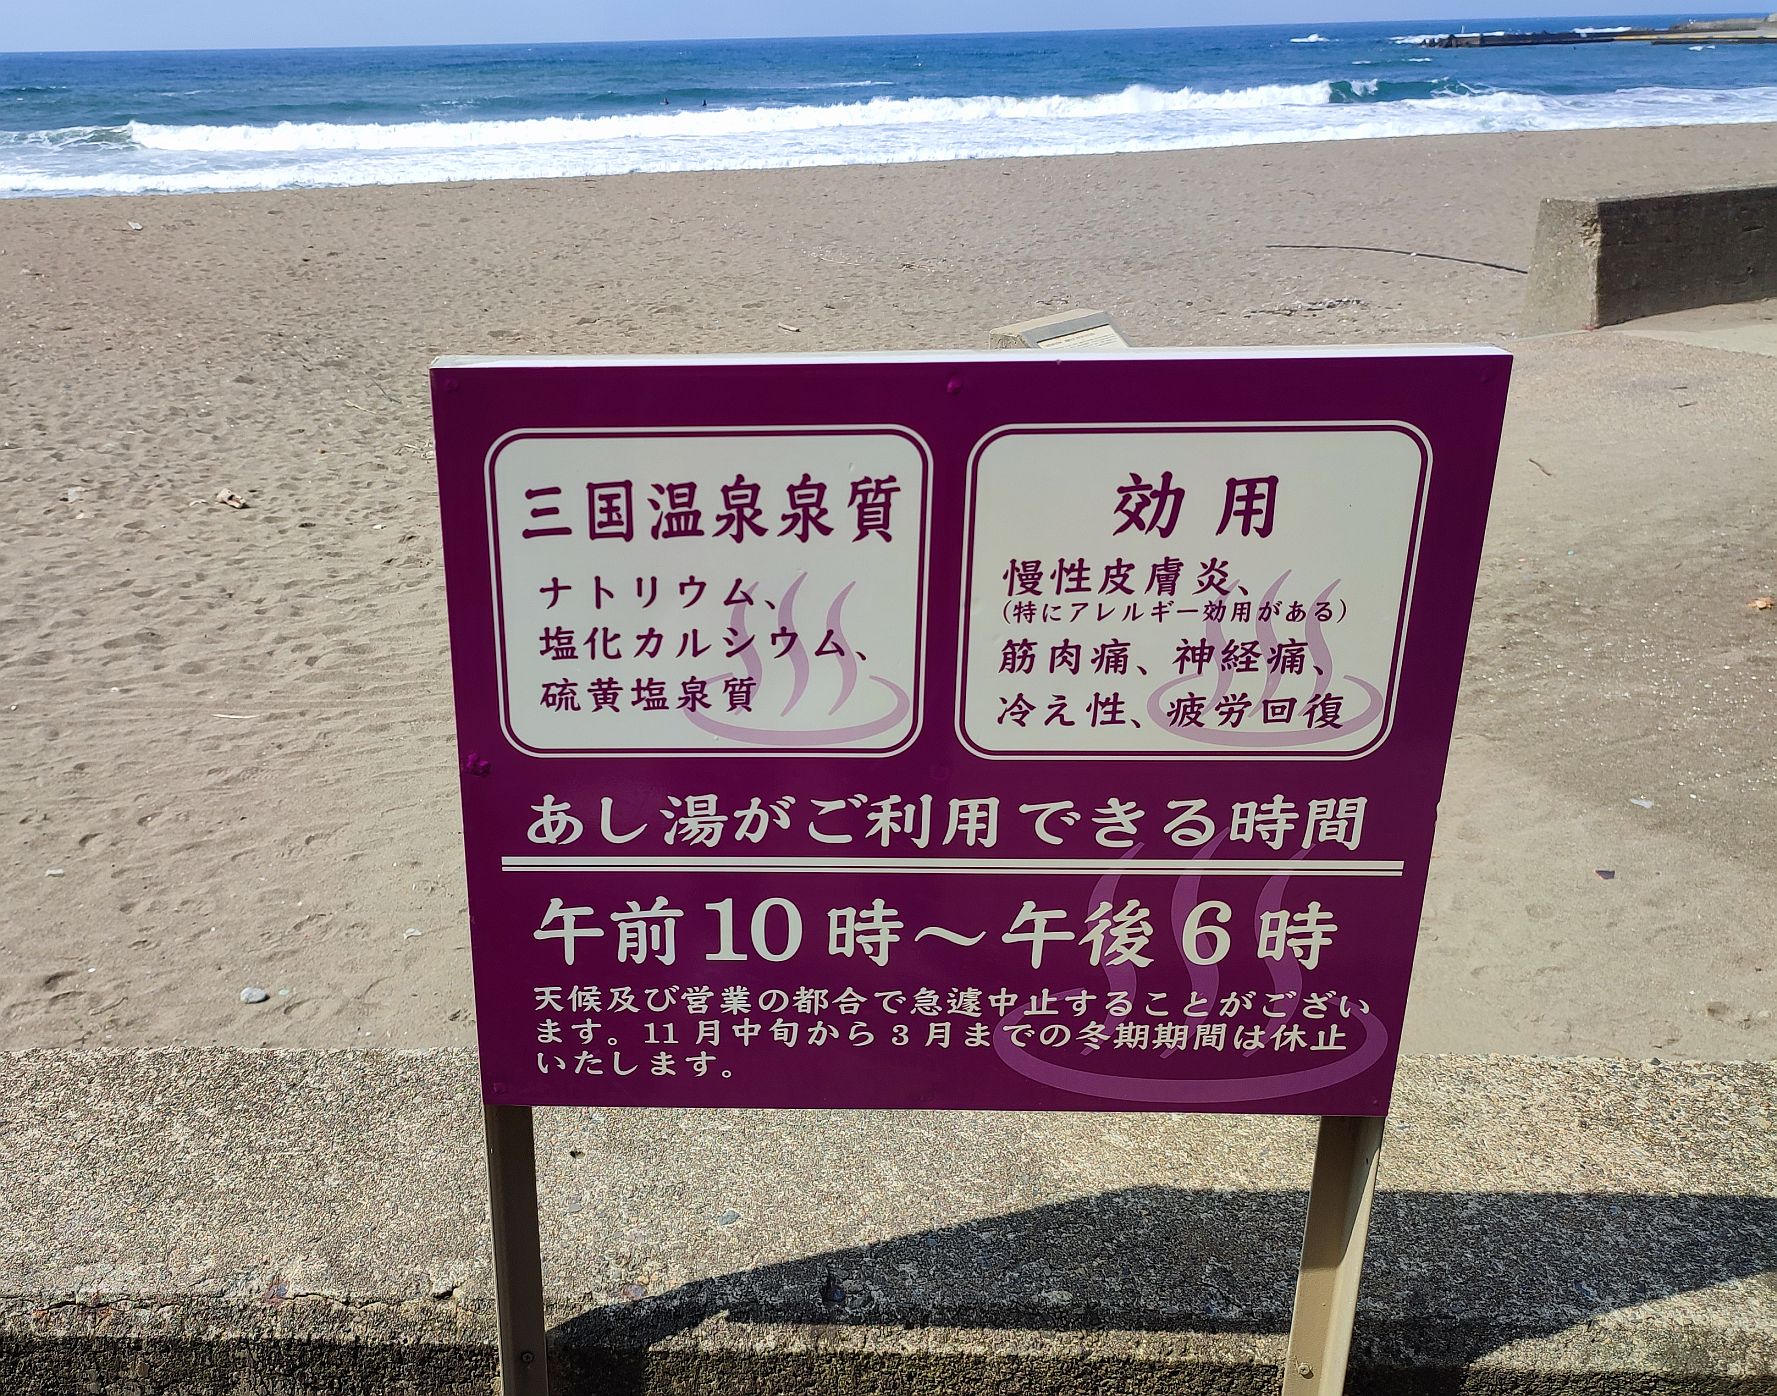 三国温泉泉質
ナトリウム、
塩化カルシウム、
硫黄塩泉質
効用
慢性皮膚炎、
(特にアレルギー効用がある)
筋肉痛、神経痛、
冷え性、疲労回復
あし湯がご利用できる時間
午前10時～午後6時
天候及び営業の都合で急遽中止することがござい
ます。11月中旬から3月までの冬期期間は休止
いたします。